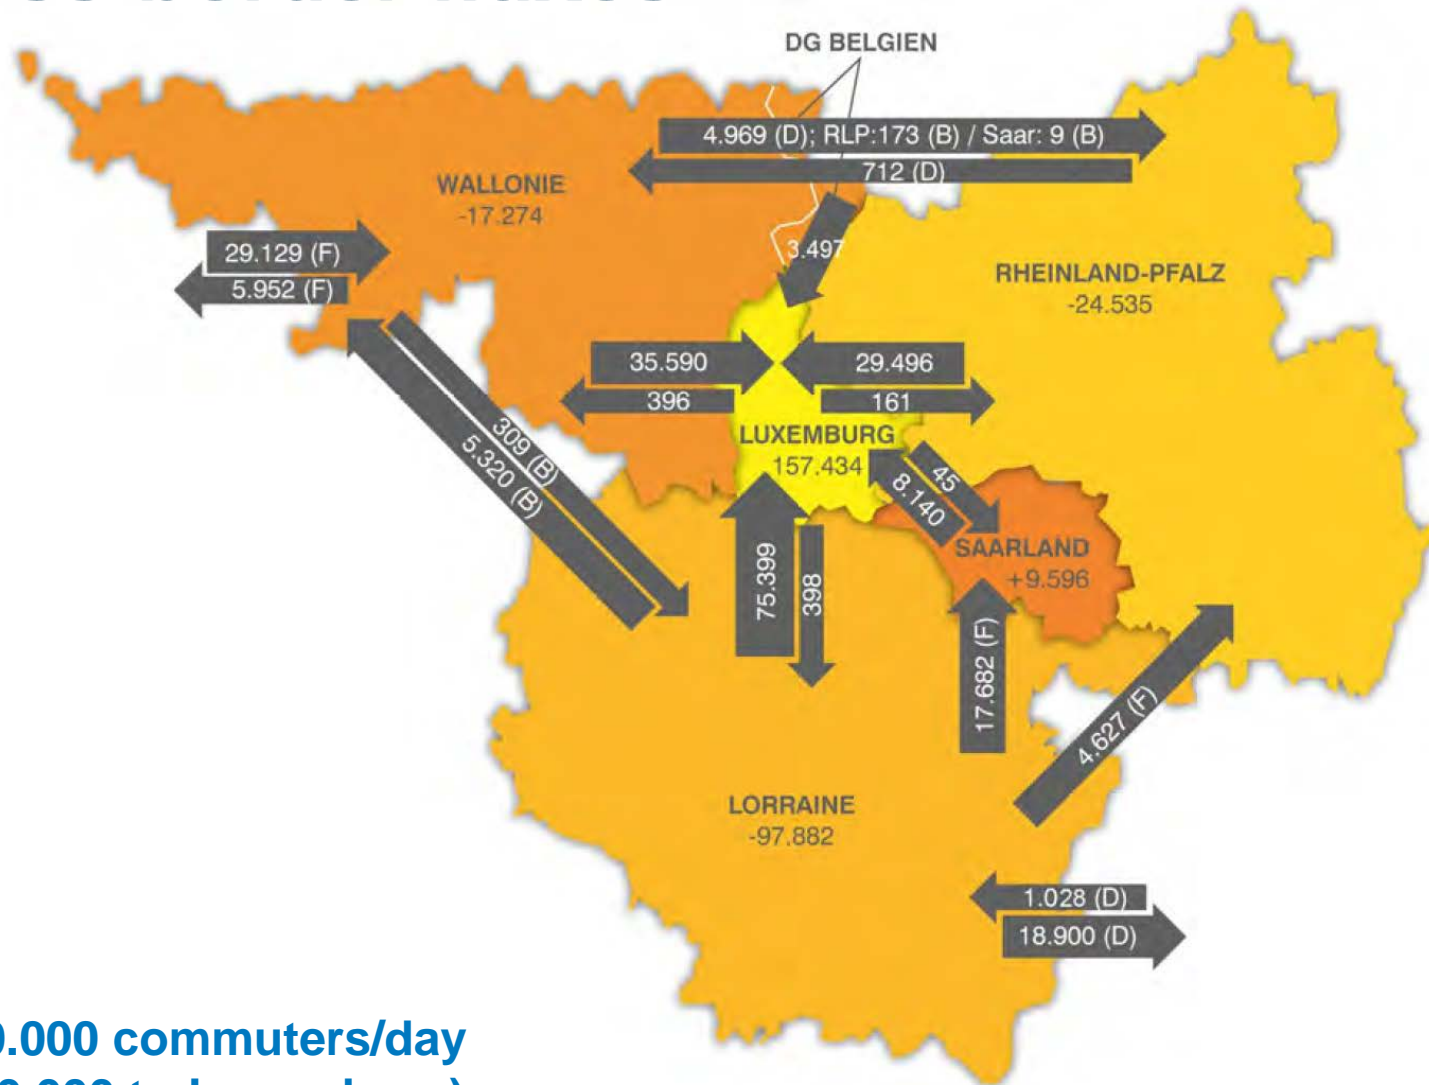 DG BELGIEN
4.969 (D); RLP:173 (B) / Saar: 9 (B)
712 (D)
WALLONIE
-17.274
3.497
29.129 (F)
5.952 (F)
RHEINLAND-PFALZ
-24.535
35.590
29.496
396
161
309 (B)
5.320 (B)
LUXEMBURG
157.434
45
8.140
SAARLAND
+9.596
75.399
398
17.682 (F)
4.627 (F)
LORRAINE
-97.882
1.028 (D)
18.900 (D)
0.000 commuters/day